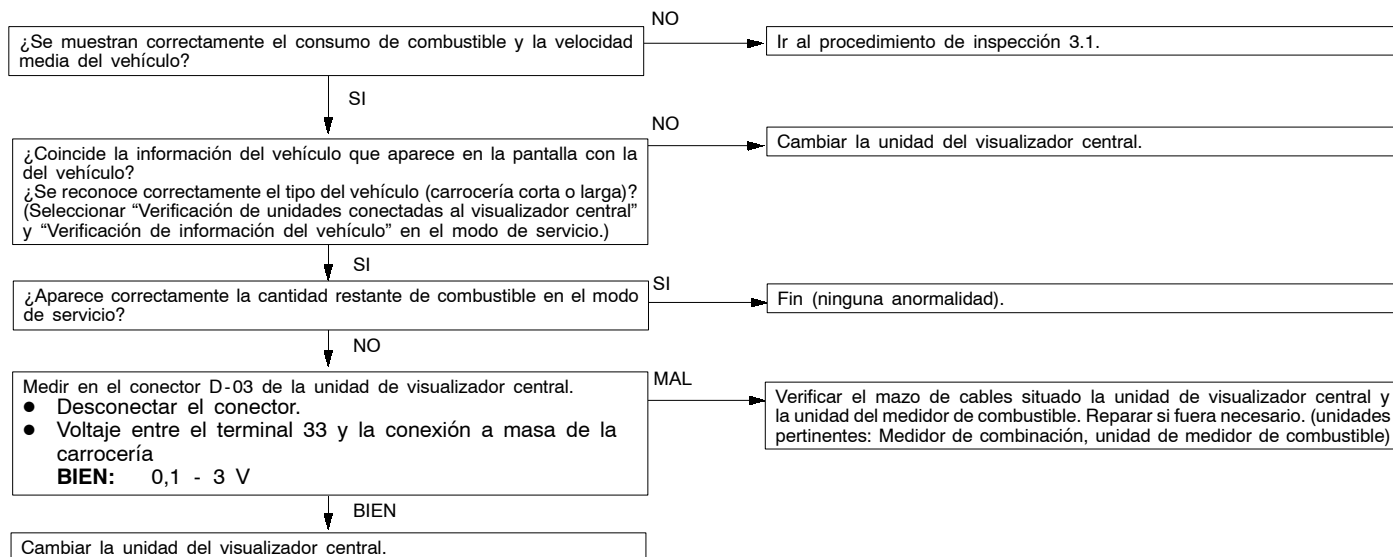 NO
¿Se muestran correctamente el consumo de combustible y la velocidad
media del vehículo?
Ir al procedimiento de inspección 3.1.
SI
NO
¿Coincide la información del vehículo que aparece en la pantalla con la
del vehículo?
¿Se reconoce correctamente el tipo del vehículo (carrocería corta o larga)?
(Seleccionar “Verificación de unidades conectadas al visualizador central”
y “Verificación de información del vehículo” en el modo de servicio.)
Cambiar la unidad del visualizador central.
SI
SI
¿Aparece correctamente la cantidad restante de combustible en el modo
de servicio?
Fin (ninguna anormalidad).
NO
MAL
Medir en el conector D-03 de la unidad de visualizador central.
● Desconectar el conector.
● Voltaje entre el terminal 33 y la conexión a masa de la
carrocería
BIEN: 0,1 - 3 V
Verificar el mazo de cables situado la unidad de visualizador central y
la unidad del medidor de combustible. Reparar si fuera necesario. (unidades
pertinentes: Medidor de combinación, unidad de medidor de combustible)
BIEN
Cambiar la unidad del visualizador central.